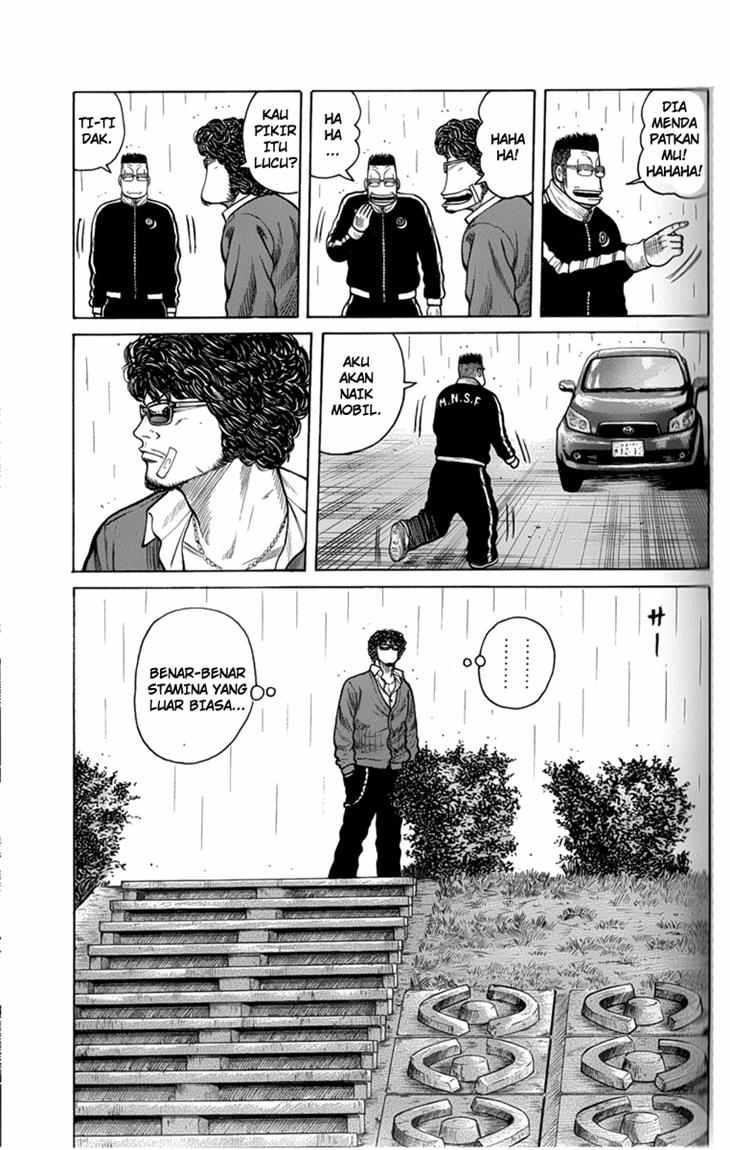 DIA
MENDA
PATKAN
MU!
HAHAHA!
HAHA
HA!
HA
HA
...
KAU
PIKIR
ITU
LUCU?
TI-TI
DAK.
AKU
AKAN
NAIK
MOBIL.
M.N.S.F
サー
BENAR-BENAR
STAMINA YANG
LUAR BIASA...